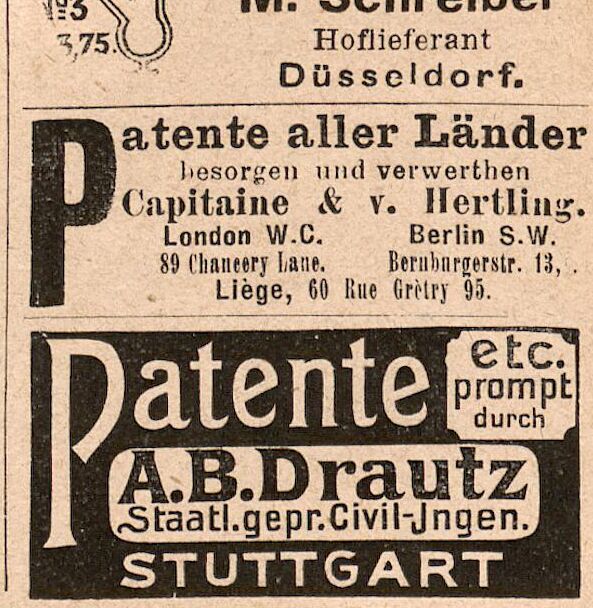 №3
3,75.
M. Schreiber
Hoflieferant
Düsseldorf.
Patente aller Länder
besorgen und verwerthen
Capitaine & v. Hertling.
London W.C. Berlin S.W.
89 Chancery Lane. Bernburgerstr. 13, .
Liège, 60 Rue Grètry 95.
Patente etc.
prompt
durch
A.B.Drautz
Staatl.gepr.Civil-Jngen.
STUTTGART